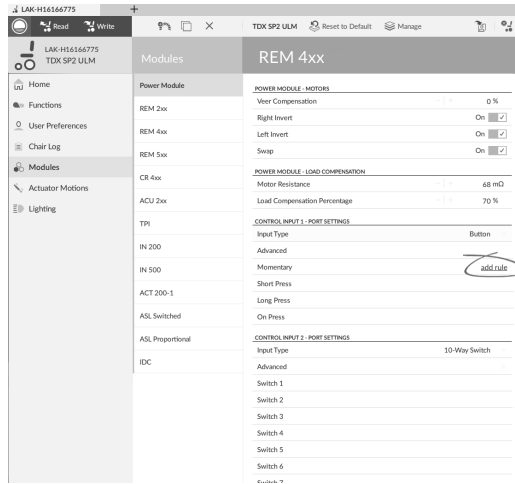 LAK-H16166775
Read
Write
TDX SP2 ULM
Reset to Default
Manage
LAK-H16166775
TDX SP2 ULM
Home
Functions
User Preferences
Chair Log
Modules
Actuator Motions
Lighting
Modules
Power Module
REM 2xx
REM 4xx
REM 5xx
CR 4xx
ACU 2xx
TPI
IN 200
IN 500
ACT 200-1
ASL Switched
ASL Proportional
IDC
REM 4xx
POWER MODULE - MOTORS
Veer Compensation 0 %
Right Invert On
Left Invert On
Swap On
POWER MODULE - LOAD COMPENSATION
Motor Resistance 68 mΩ
Load Compensation Percentage 70 %
CONTROL INPUT 1 - PORT SETTINGS
Input Type Button
Advanced
Momentary add rule
Short Press
Long Press
On Press
CONTROL INPUT 2 - PORT SETTINGS
Input Type 10-Way Switch
Advanced
Switch 1
Switch 2
Switch 3
Switch 4
Switch 5
Switch 6
Switch 7